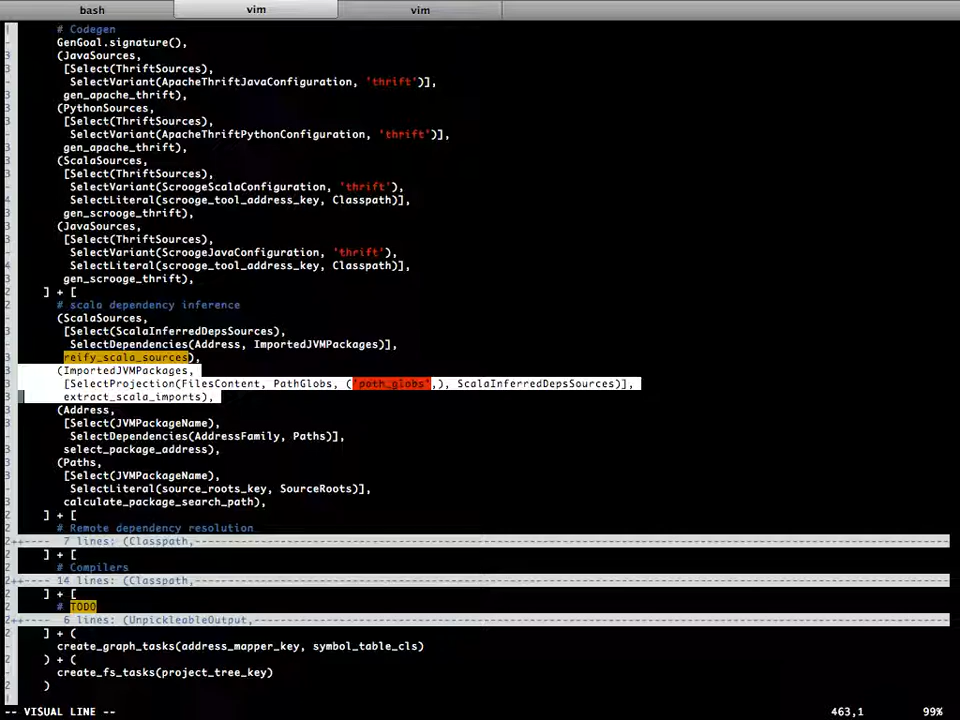 bash vim vim
# Codegen
GenGoal.signature(),
(JavaSources,
[Select(ThriftSources),
SelectVariant(ApacheThriftJavaConfiguration, 'thrift')],
gen_apache_thrift),
(PythonSources,
[Select(ThriftSources),
SelectVariant(ApacheThriftPythonConfiguration, 'thrift')],
gen_apache_thrift),
(ScalaSources,
[Select(ThriftSources),
SelectVariant(ScroogeScalaConfiguration, 'thrift'),
SelectLiteral(scrooge_tool_address_key, Classpath)],
gen_scrooge_thrift),
(JavaSources,
[Select(ThriftSources),
SelectVariant(ScroogeJavaConfiguration, 'thrift'),
SelectLiteral(scrooge_tool_address_key, Classpath)],
gen_scrooge_thrift),
] + [
# scala dependency inference
(ScalaSources,
[Select(ScalaInferredDepsSources),
SelectDependencies(Address, ImportedJVMPackages)],
reify_scala_sources),
(ImportedJVMPackages,
[SelectProjection(FilesContent, PathGlobs, ('path_globs',), ScalaInferredDepsSources)],
extract_scala_imports),
(Address,
[Select(JVMPackageName),
SelectDependencies(AddressFamily, Paths)],
select_package_address),
(Paths,
[Select(JVMPackageName),
SelectLiteral(source_roots_key, SourceRoots)],
calculate_package_search_path),
] + [
# Remote dependency resolution
2++---- 7 lines: (Classpath,
] + [
# Compilers
2++---- 14 lines: (Classpath,
] + [
# TODO
2++---- 6 lines: (UnpickleableOutput,
] + (
create_graph_tasks(address_mapper_key, symbol_table_cls)
) + (
create_fs_tasks(project_tree_key)
)
-- VISUAL LINE -- 463,1 99%